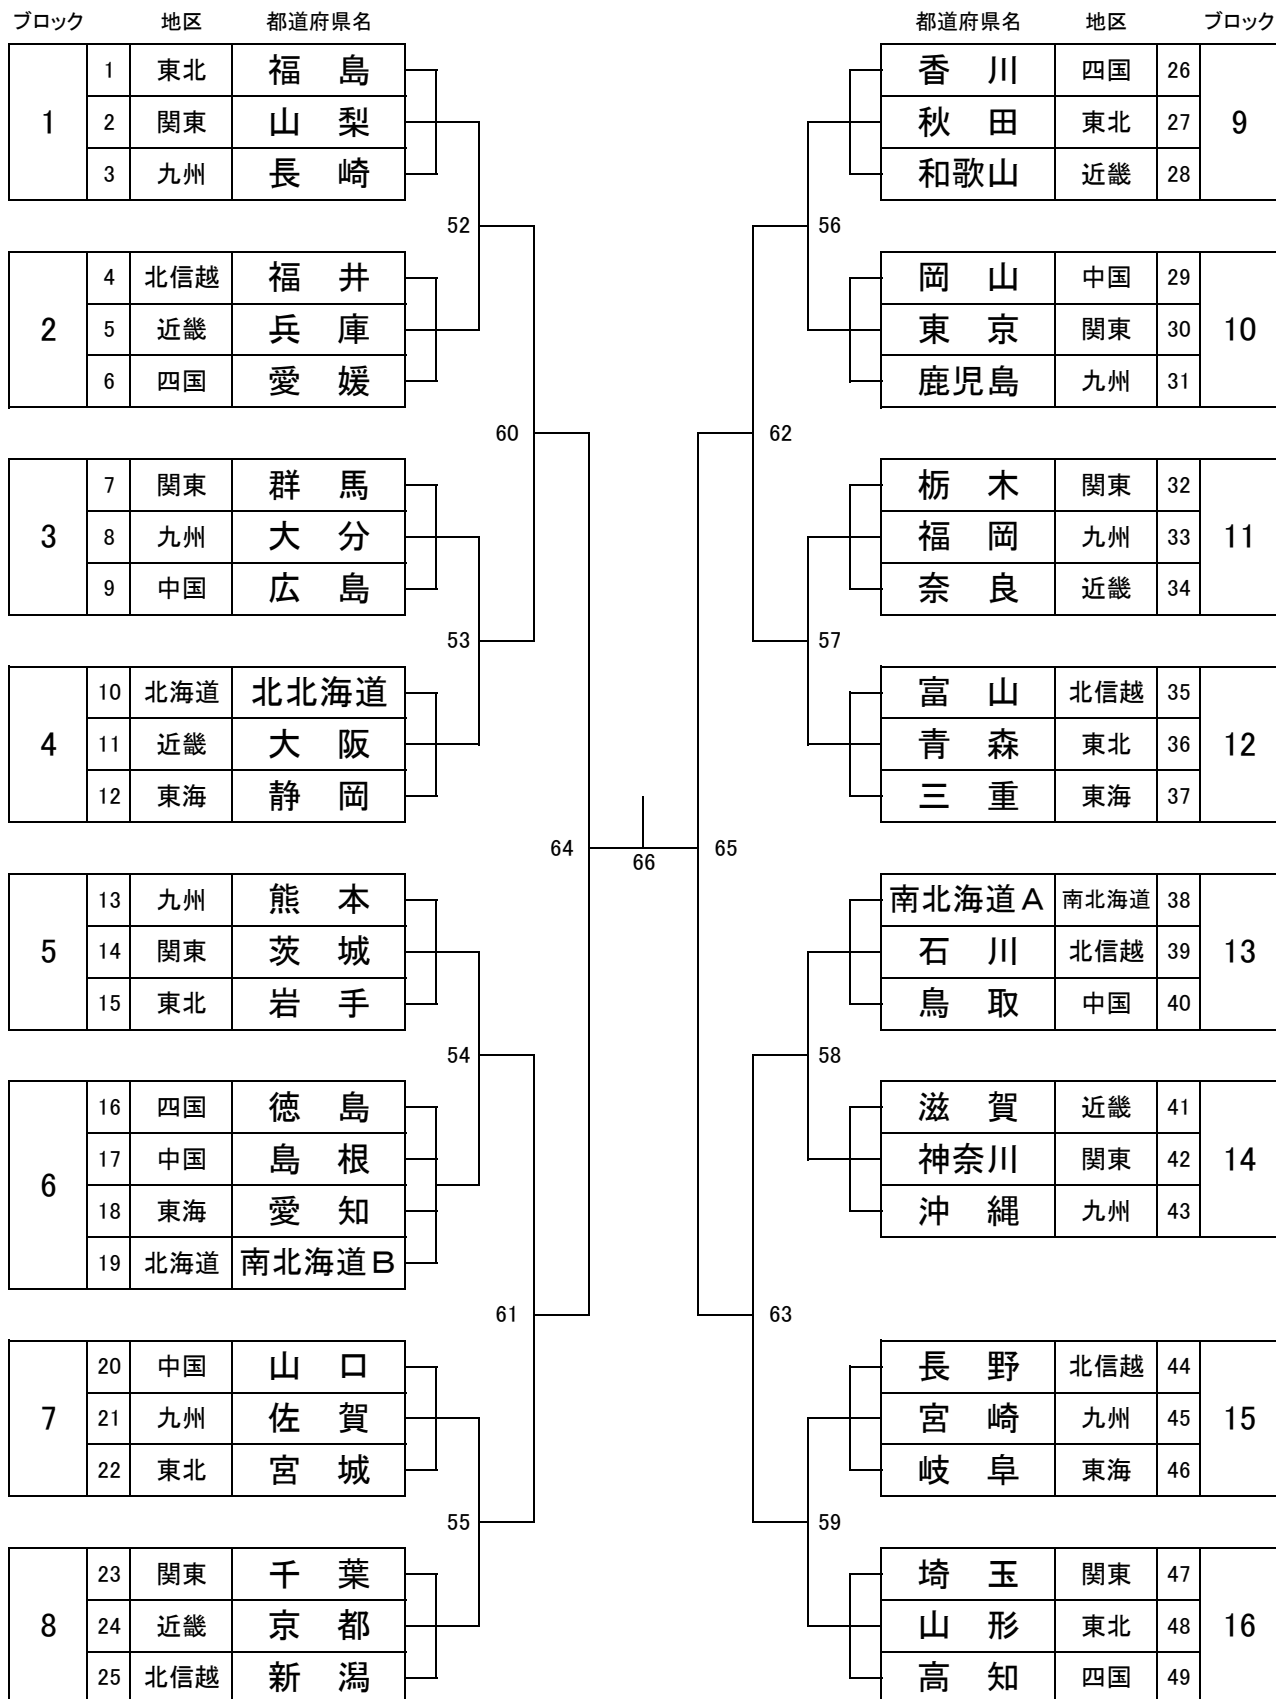 ブロック 地区 都道府県名
1
1 東北 福島
2 関東 山梨
3 九州 長崎
52
2
4 北信越 福井
5 近畿 兵庫
6 四国 愛媛
60
3
7 関東 群馬
8 九州 大分
9 中国 広島
53
4
10 北海道 北北海道
11 近畿 大阪
12 東海 静岡
64
5
13 九州 熊本
14 関東 茨城
15 東北 岩手
54
6
16 四国 徳島
17 中国 島根
18 東海 愛知
19 北海道 南北海道B
61
7
20 中国 山口
21 九州 佐賀
22 東北 宮城
55
8
23 関東 千葉
24 近畿 京都
25 北信越 新潟
66
都道府県名 地区 ブロック
香川 四国 26
秋田 東北 27
和歌山 近畿 28
9
56
岡山 中国 29
東京 関東 30
鹿児島 九州 31
10
62
栃木 関東 32
福岡 九州 33
奈良 近畿 34
11
57
富山 北信越 35
青森 東北 36
三重 東海 37
12
65
南北海道A 南北海道 38
石川 北信越 39
鳥取 中国 40
13
58
滋賀 近畿 41
神奈川 関東 42
沖縄 九州 43
14
63
長野 北信越 44
宮崎 九州 45
岐阜 東海 46
15
59
埼玉 関東 47
山形 東北 48
高知 四国 49
16